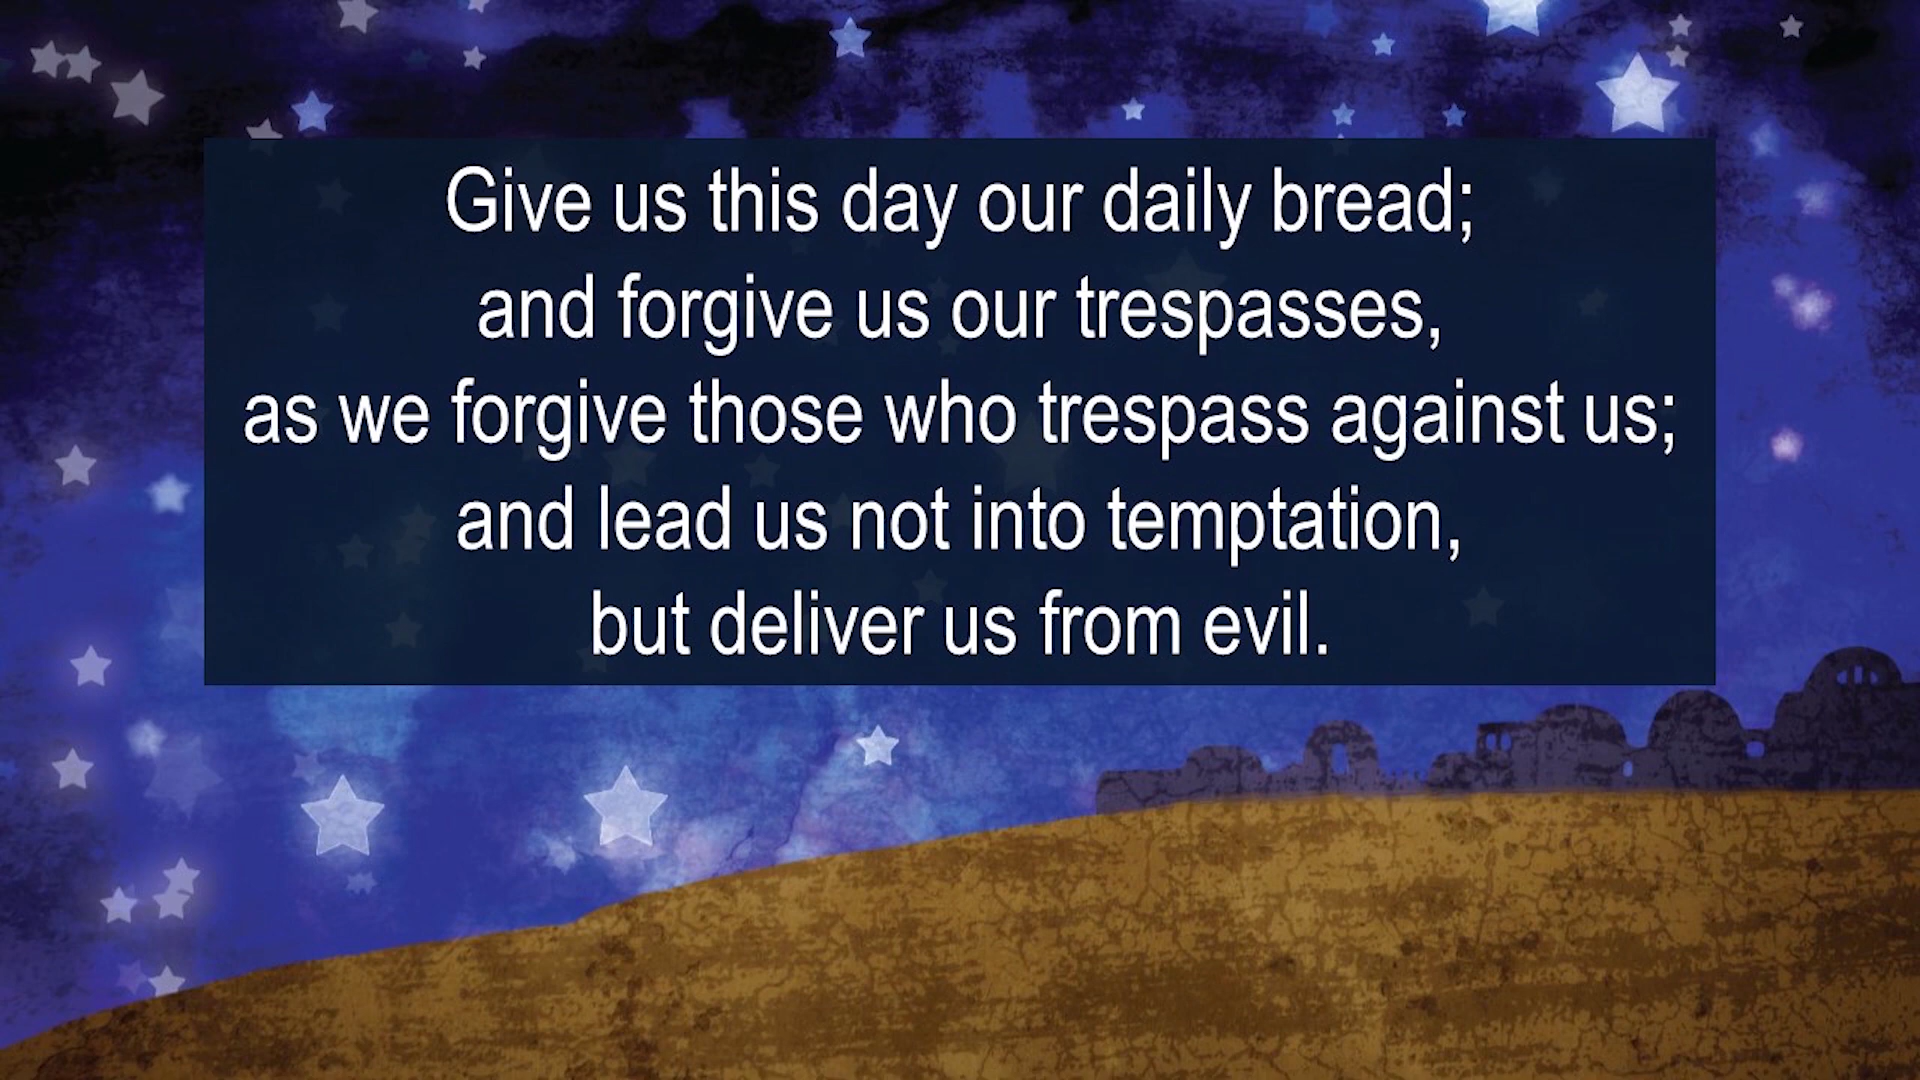 Give us this day our daily bread;
and forgive us our trespasses,
as we forgive those who trespass against us;
and lead us not into temptation,
but deliver us from evil.